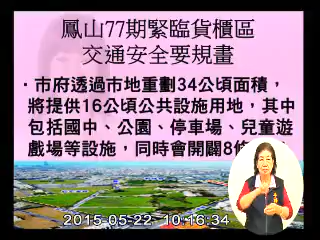 鳳山77期緊臨貨櫃區
交通安全要規畫
·市府透過市地重劃34公頃面積，
將提供16公頃公共設施用地，其中
包括國中、公園、停車場、兒童遊
戲場等設施，同時會開闢8條
2015-05-22 10:16:34